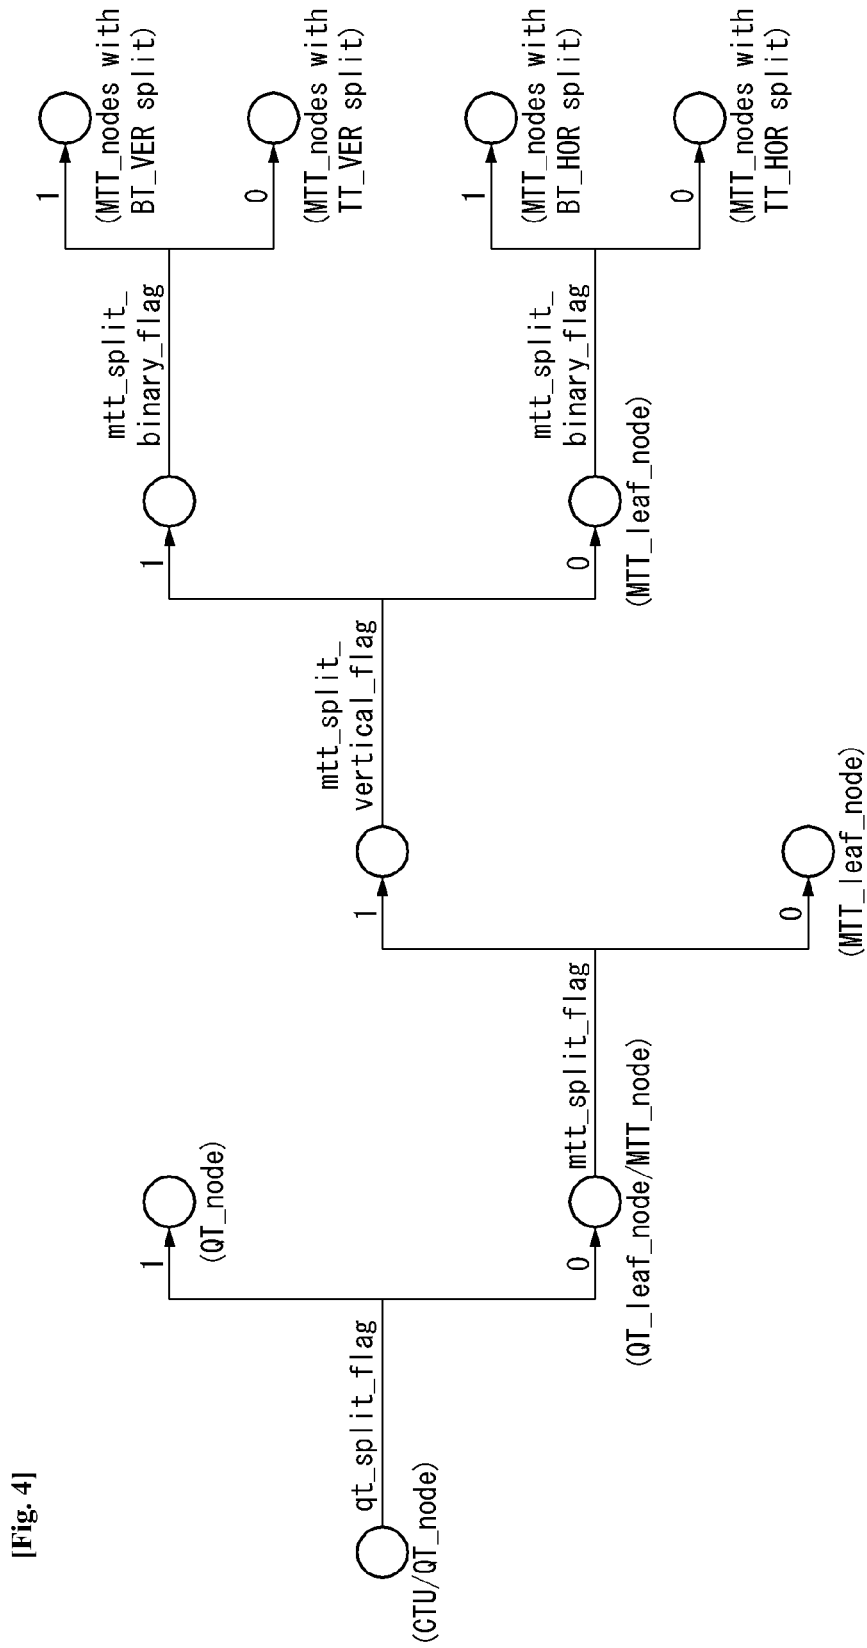 [Fig. 4]
(CTU/QT_node)
qt_split_flag
1
(QT_node)
0
(QT_leaf_node/MTT_node)
mtt_split_flag
1
0
(MTT_leaf_node)
mtt_split_
vertical_flag
1
0
(MTT_leaf_node)
mtt_split_
binary_flag
1
(MTT_nodes with
BT_VER split)
0
(MTT_nodes with
TT_VER split)
mtt_split_
binary_flag
1
(MTT_nodes with
BT_HOR split)
0
(MTT_nodes with
TT_HOR split)